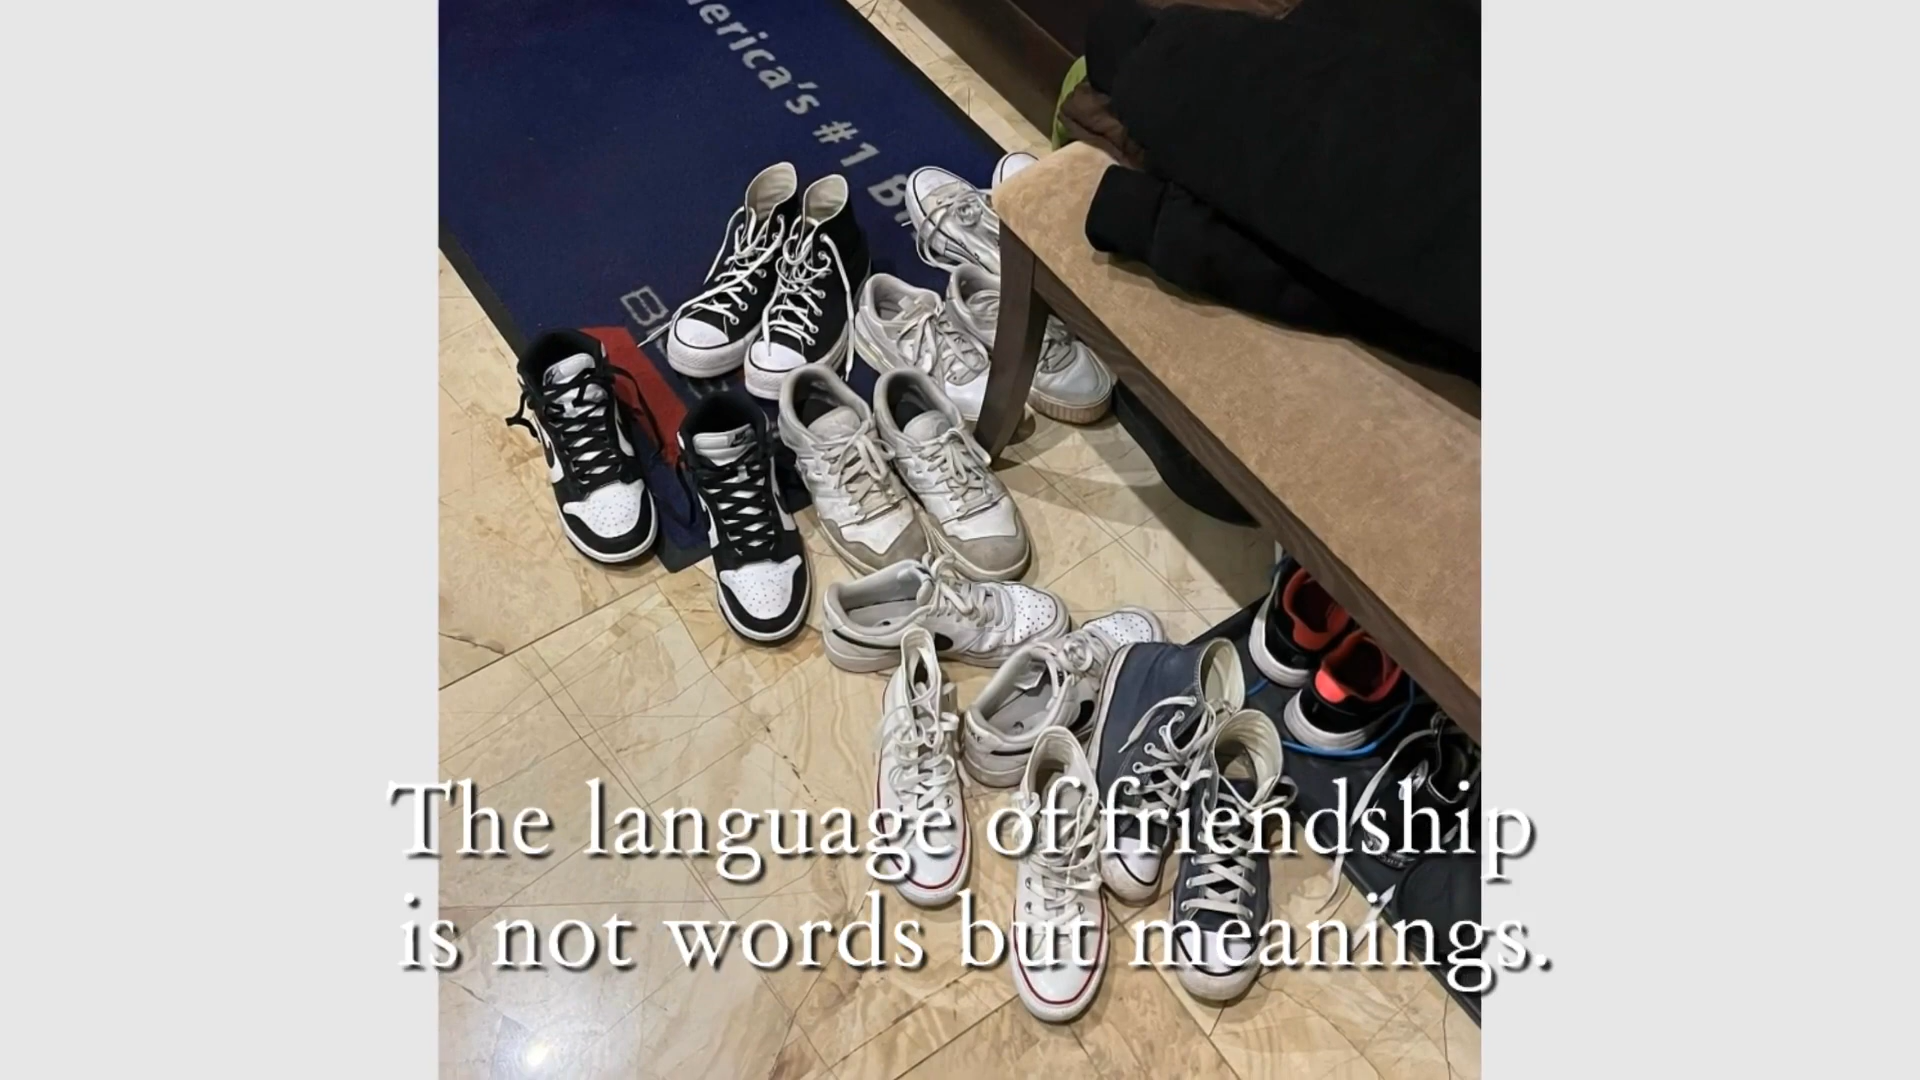 erica's #1 B
The language of friendship
is not words but meanings.